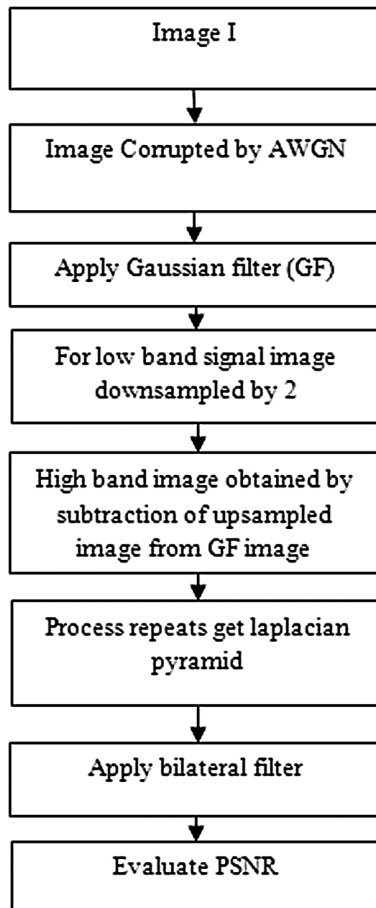 Image I
Image Corrupted by AWGN
Apply Gaussian filter (GF)
For low band signal image
downsampled by 2
High band image obtained by
subtraction of upsampled
image from GF image
Process repeats get laplacian
pyramid
Apply bilateral filter
Evaluate PSNR